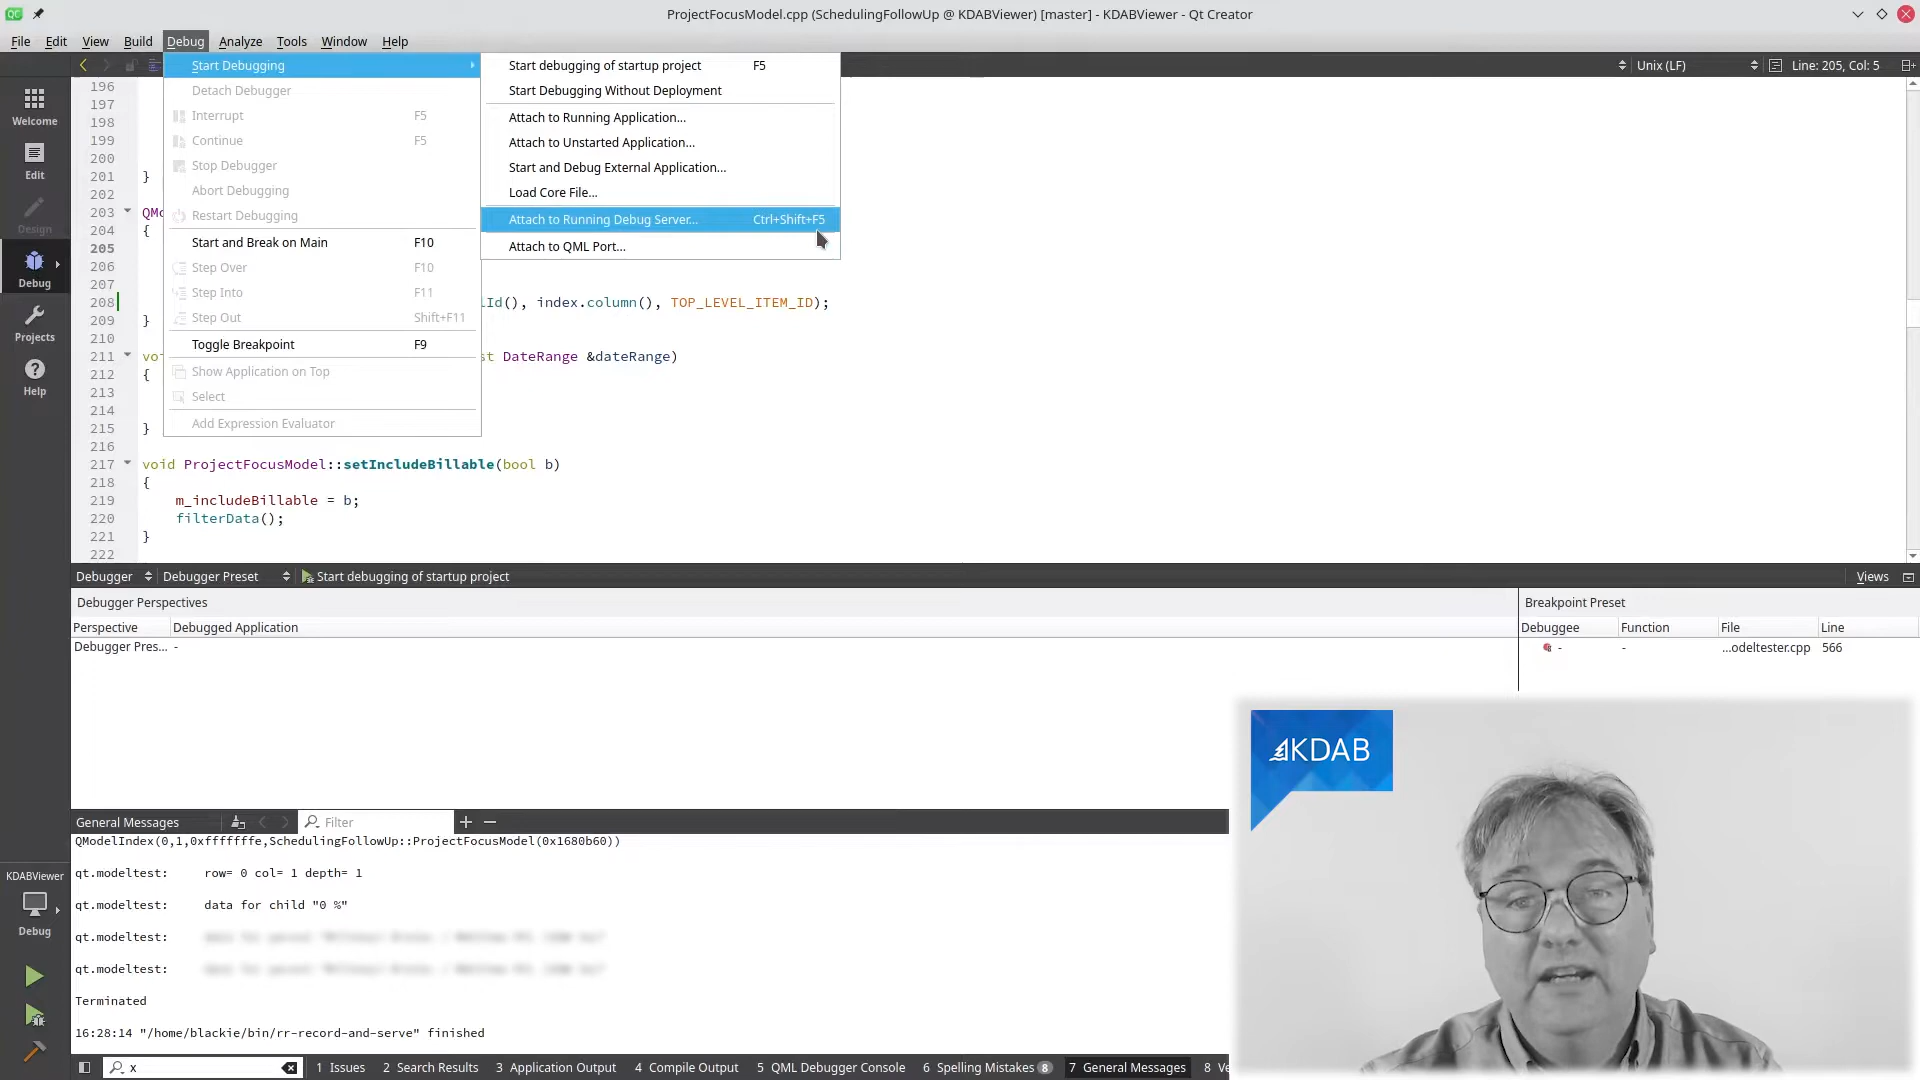 ProjectFocusModel.cpp (SchedulingFollowUp @ KDABViewer) [master] - KDABViewer - Qt Creator
File Edit View Build Debug Analyze Tools Window Help
Unix (LF) Line: 205, Col: 5
Start Debugging
Detach Debugger
Interrupt F5
Continue F5
Stop Debugger
Abort Debugging
Restart Debugging
Start and Break on Main F10
Step Over F10
Step Into F11
Step Out Shift+F11
Toggle Breakpoint F9
Show Application on Top
Select
Add Expression Evaluator
Start debugging of startup project F5
Start Debugging Without Deployment
Attach to Running Application...
Attach to Unstarted Application...
Start and Debug External Application...
Load Core File...
Attach to Running Debug Server... Ctrl+Shift+F5
Attach to QML Port...
Welcome
Edit
Design
Debug
Projects
Help
196
197
198
199
200
201 }
202
203 QMo
204 {
205
206
207
208 lId(), index.column(), TOP_LEVEL_ITEM_ID);
209 }
210
211 voi st DateRange &dateRange)
212 {
213
214
215 }
216
217 void ProjectFocusModel::setIncludeBillable(bool b)
218 {
219 m_includeBillable = b;
220 filterData();
221 }
222
Debugger Debugger Preset Start debugging of startup project Views
Debugger Perspectives
Perspective Debugged Application
Debugger Pres... -
Breakpoint Preset
Debuggee Function File Line
- - ...odeltester.cpp 566
General Messages Filter
QModelIndex(0,1,0xfffffffe,SchedulingFollowUp::ProjectFocusModel(0x1680b60))
qt.modeltest: row= 0 col= 1 depth= 1
qt.modeltest: data for child "0 %"
qt.modeltest:
qt.modeltest:
Terminated
16:28:14 "/home/blackie/bin/rr-record-and-serve" finished
KDABViewer
Debug
x 1 Issues 2 Search Results 3 Application Output 4 Compile Output 5 QML Debugger Console 6 Spelling Mistakes 8 7 General Messages 8 Ve
KDAB